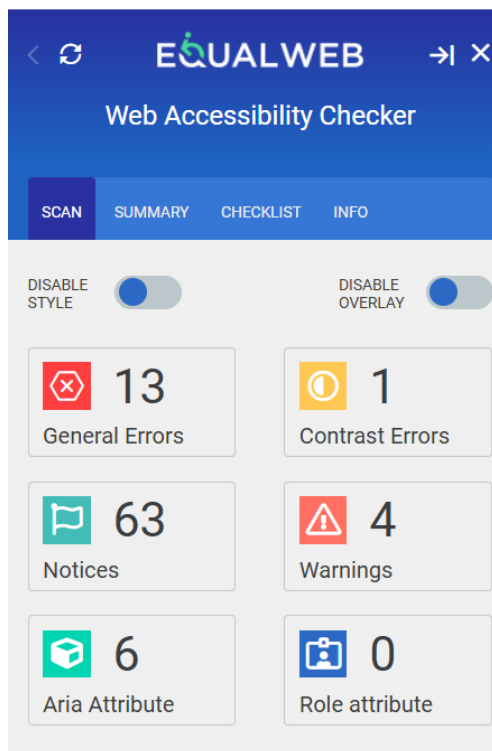 EQUALWEB
Web Accessibility Checker
SCAN SUMMARY CHECKLIST INFO
DISABLE STYLE
DISABLE OVERLAY
13
General Errors
1
Contrast Errors
63
Notices
4
Warnings
6
Aria Attribute
0
Role attribute